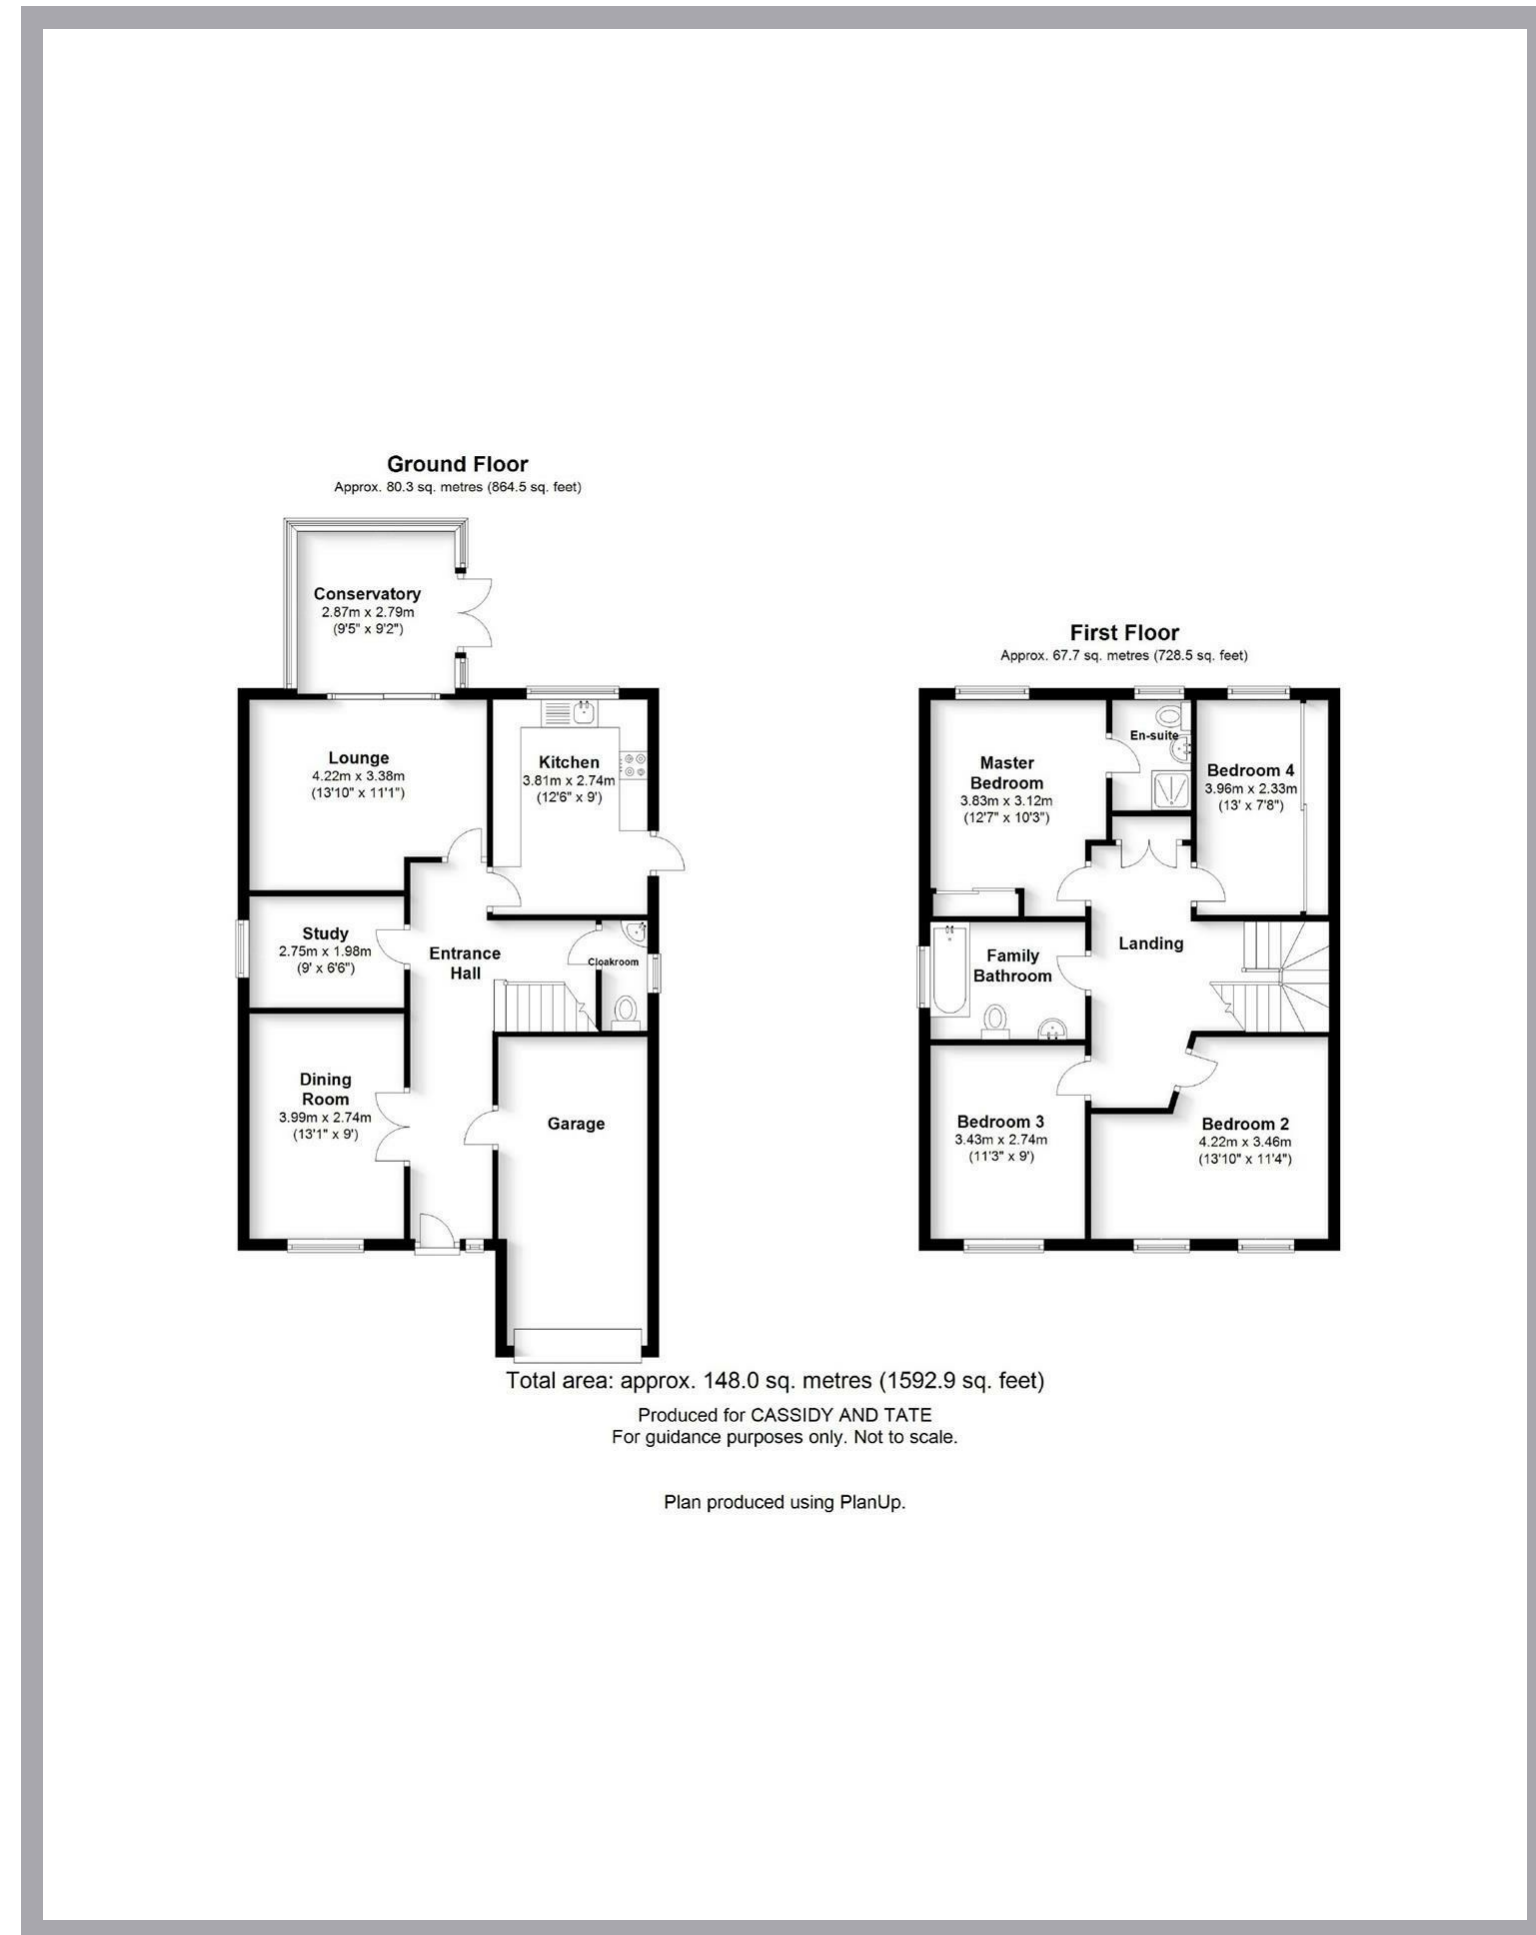 Ground Floor
Approx. 80.3 sq. metres (864.5 sq. feet)
Conservatory
2.87m x 2.79m
(9'5" x 9'2")
Lounge
4.22m x 3.38m
(13'10" x 11'1")
Kitchen
3.81m x 2.74m
(12'6" x 9')
Study
2.75m x 1.98m
(9' x 6'6")
Entrance
Hall
Cloakroom
Dining
Room
3.99m x 2.74m
(13'1" x 9')
Garage
First Floor
Approx. 67.7 sq. metres (728.5 sq. feet)
Master
Bedroom
3.83m x 3.12m
(12'7" x 10'3")
En-suite
Bedroom 4
3.96m x 2.33m
(13' x 7'8")
Family
Bathroom
Landing
Bedroom 3
3.43m x 2.74m
(11'3" x 9')
Bedroom 2
4.22m x 3.46m
(13'10" x 11'4")
Total area: approx. 148.0 sq. metres (1592.9 sq. feet)
Produced for CASSIDY AND TATE
For guidance purposes only. Not to scale.
Plan produced using PlanUp.